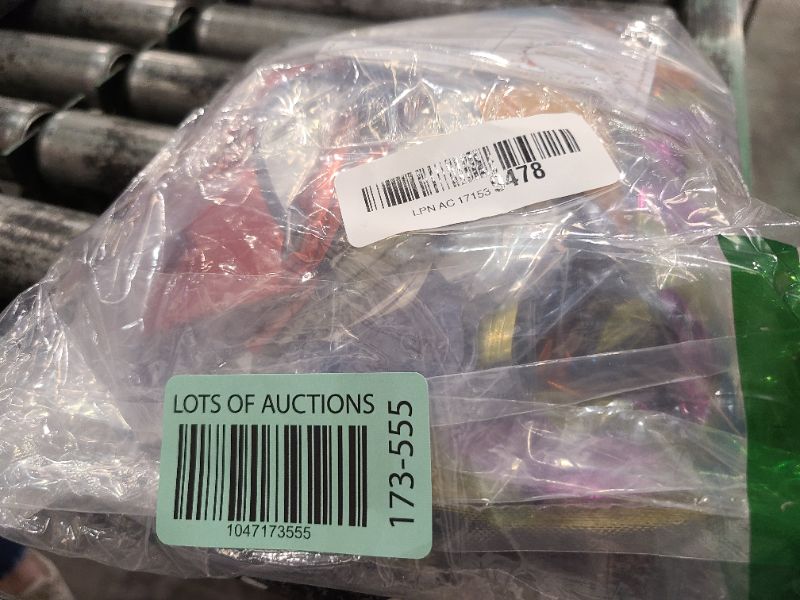 478
LPN AC 17153
LOTS OF AUCTIONS
173-555
1047173555